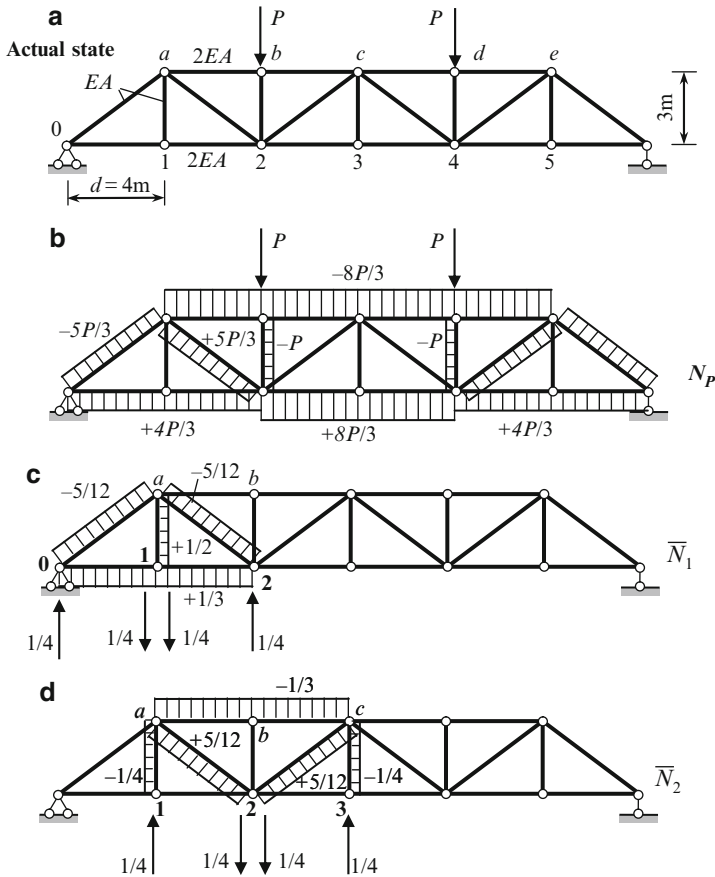 a
Actual state
P P
a 2EA b c d e
EA
0
3m
1 2EA 2 3 4 5
d = 4m
b
P P
–8P/3
–5P/3 +5P/3 –P –P
N_P
+4P/3 +8P/3 +4P/3
c
–5/12 a –5/12 b
0 1 +1/2 2
N̄_1
+1/3
1/4 1/4 1/4 1/4
d
–1/3
a b c
+5/12
–1/4 +5/12 –1/4
N̄_2
1 2 3
1/4 1/4 1/4 1/4